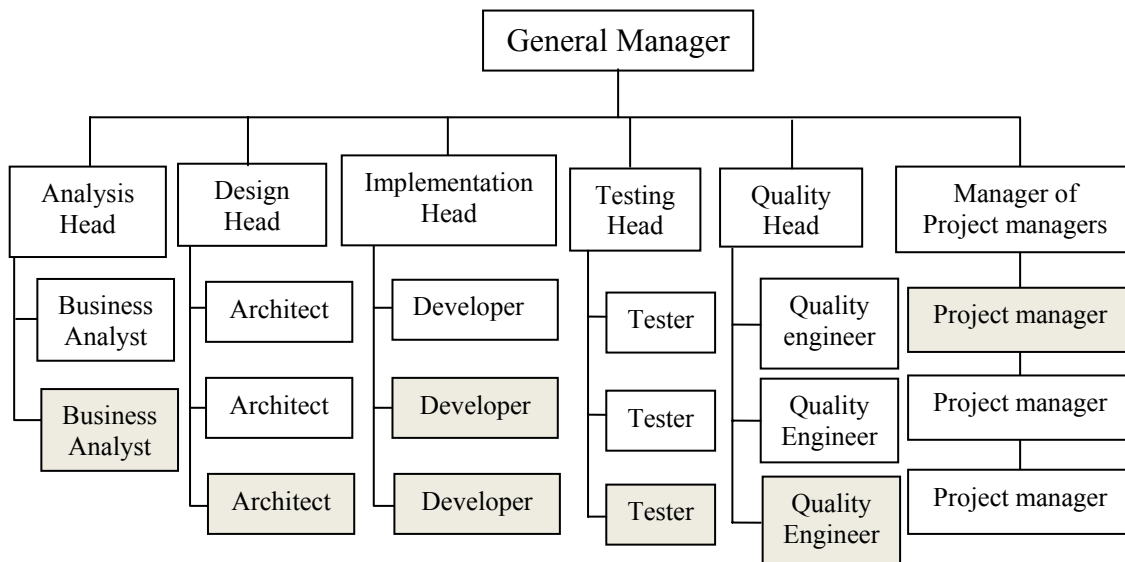 General Manager
Analysis
Head
Design
Head
Implementation
Head
Testing
Head
Quality
Head
Manager of
Project managers
Business
Analyst
Business
Analyst
Architect
Architect
Architect
Developer
Developer
Developer
Tester
Tester
Tester
Quality
engineer
Quality
Engineer
Quality
Engineer
Project manager
Project manager
Project manager